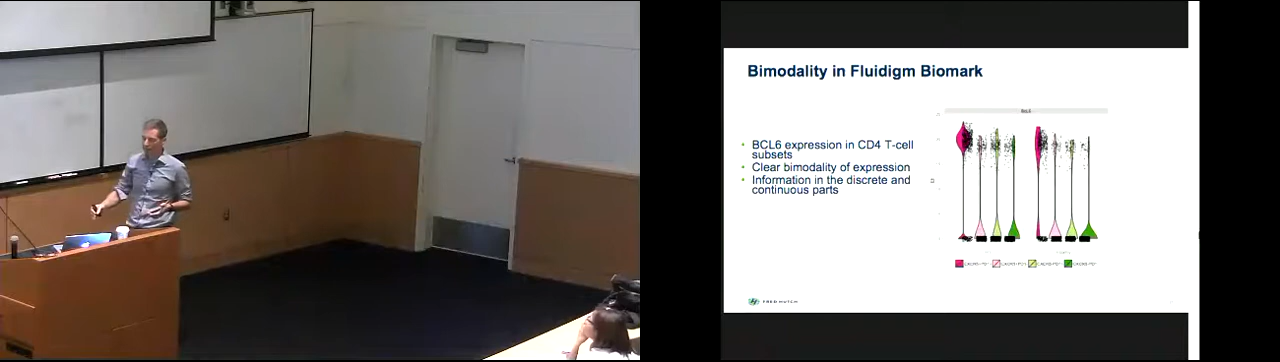 Bimodality in Fluidigm Biomark
BCL6 expression in CD4 T-cell
subsets
Clear bimodality of expression
Information in the discrete and
continuous parts
FRED HUTCH